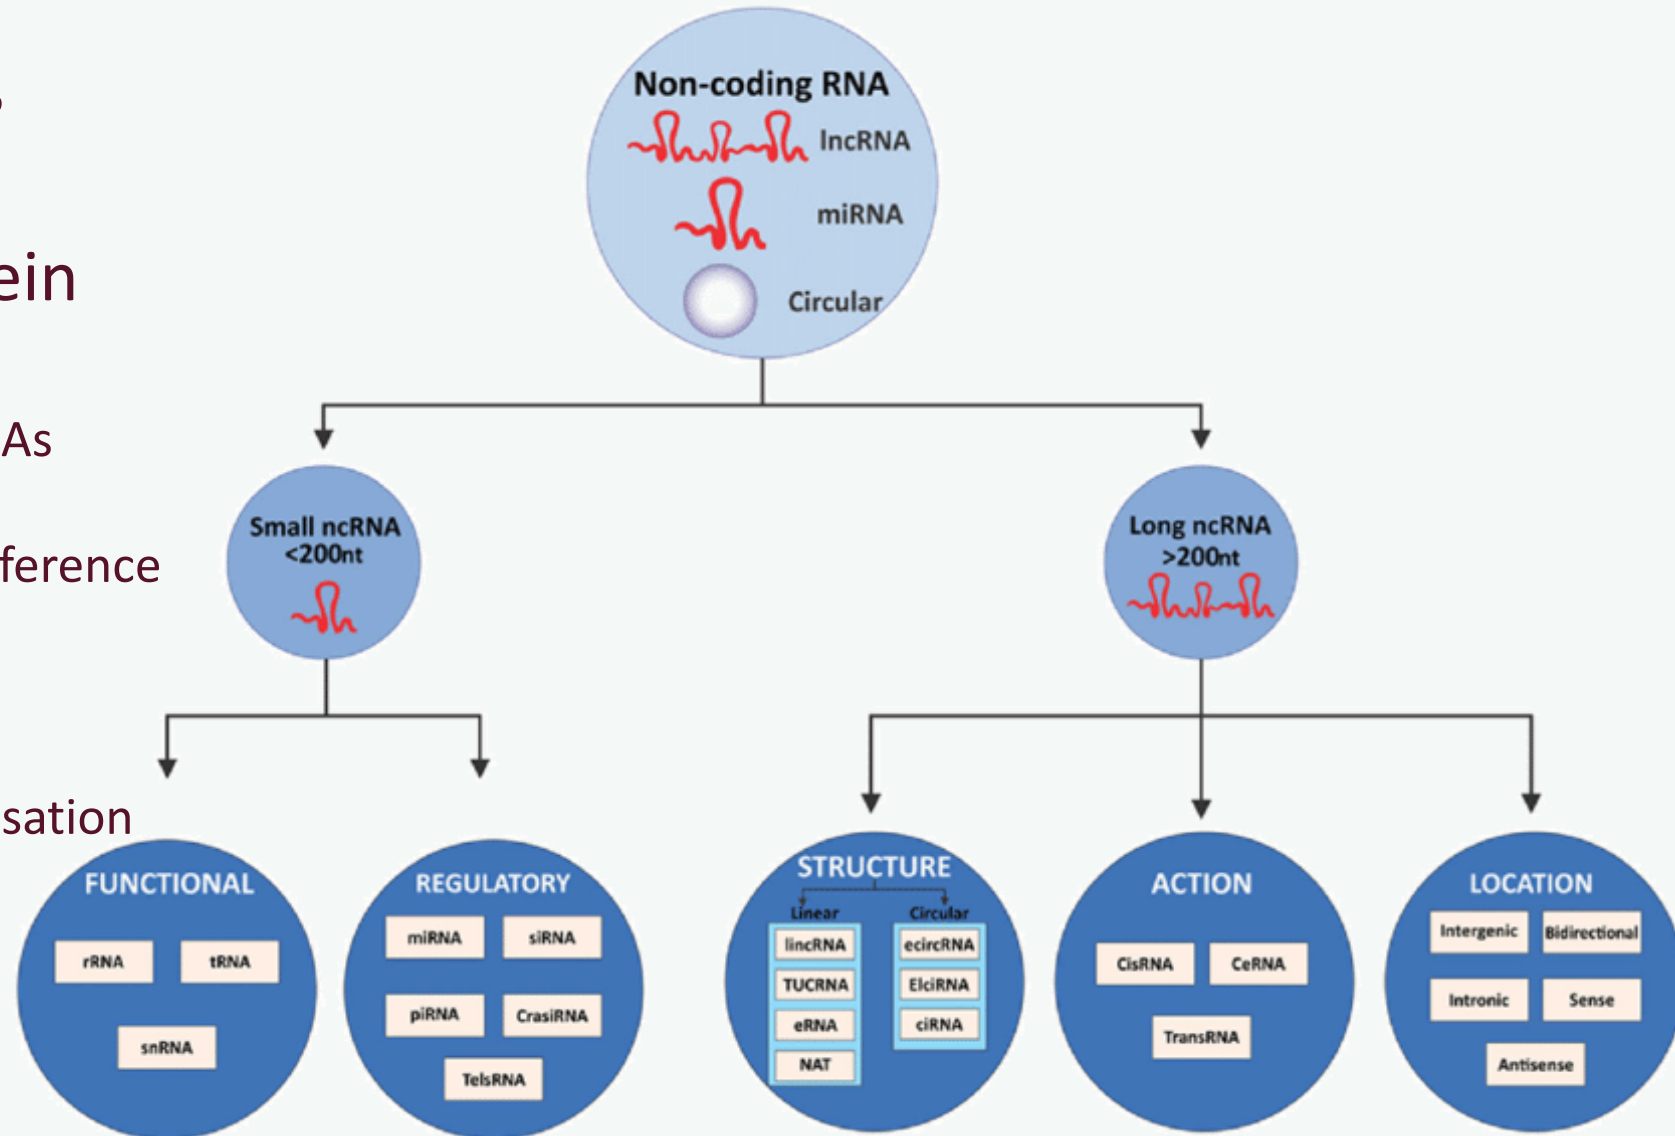 ein
As
ference
sation
Non-coding RNA
lncRNA
miRNA
Circular
Small ncRNA
<200nt
Long ncRNA
>200nt
FUNCTIONAL
rRNA tRNA
snRNA
REGULATORY
miRNA siRNA
piRNA CrasiRNA
TelsRNA
STRUCTURE
Linear Circular
lincRNA ecircRNA
TUCRNA ElciRNA
eRNA ciRNA
NAT
ACTION
CisRNA CeRNA
TransRNA
LOCATION
Intergenic Bidirectional
Intronic Sense
Antisense